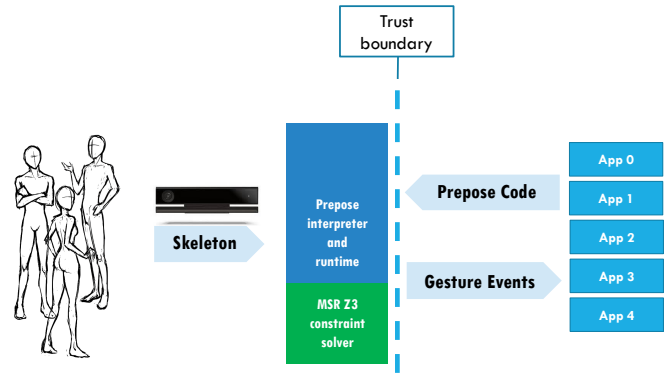 Trust
boundary
Skeleton
Prepose
interpreter
and
runtime
MSR Z3
constraint
solver
Prepose Code
Gesture Events
App 0
App 1
App 2
App 3
App 4